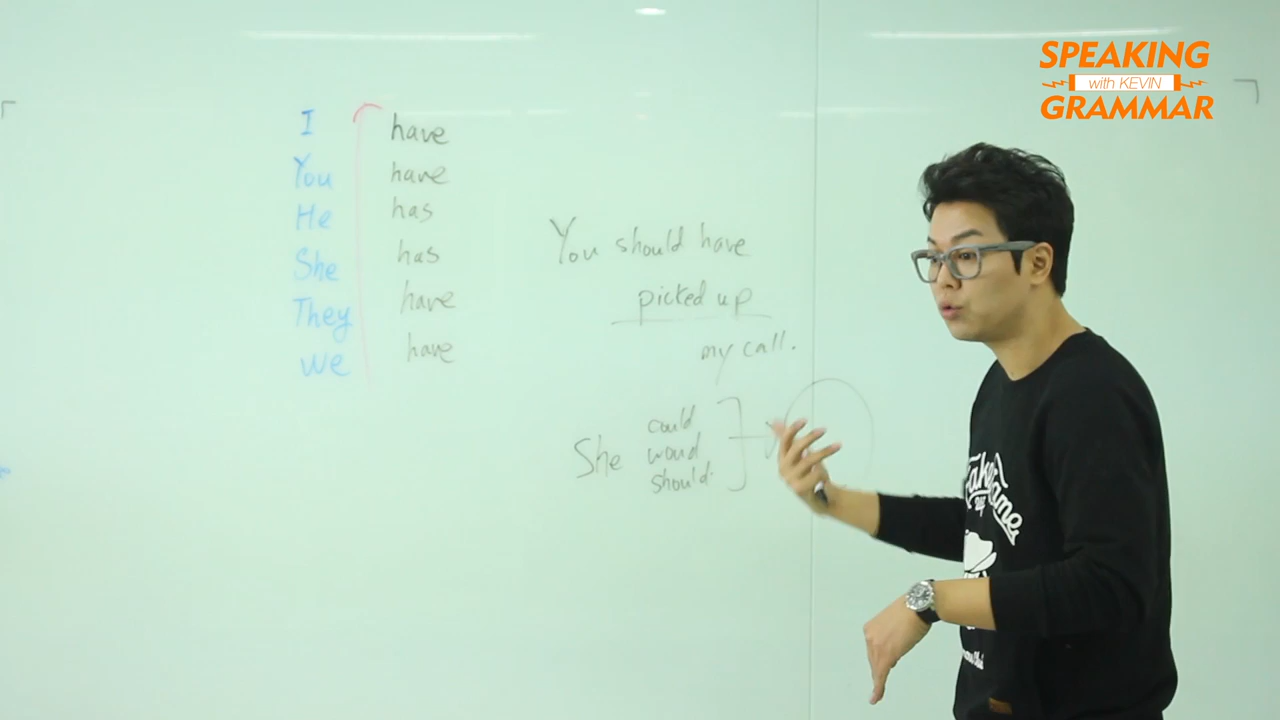 SPEAKING
with KEVIN
GRAMMAR
I have
You have
He has
She has
They have
we have
You should have
picked up
my call.
could
She would
should